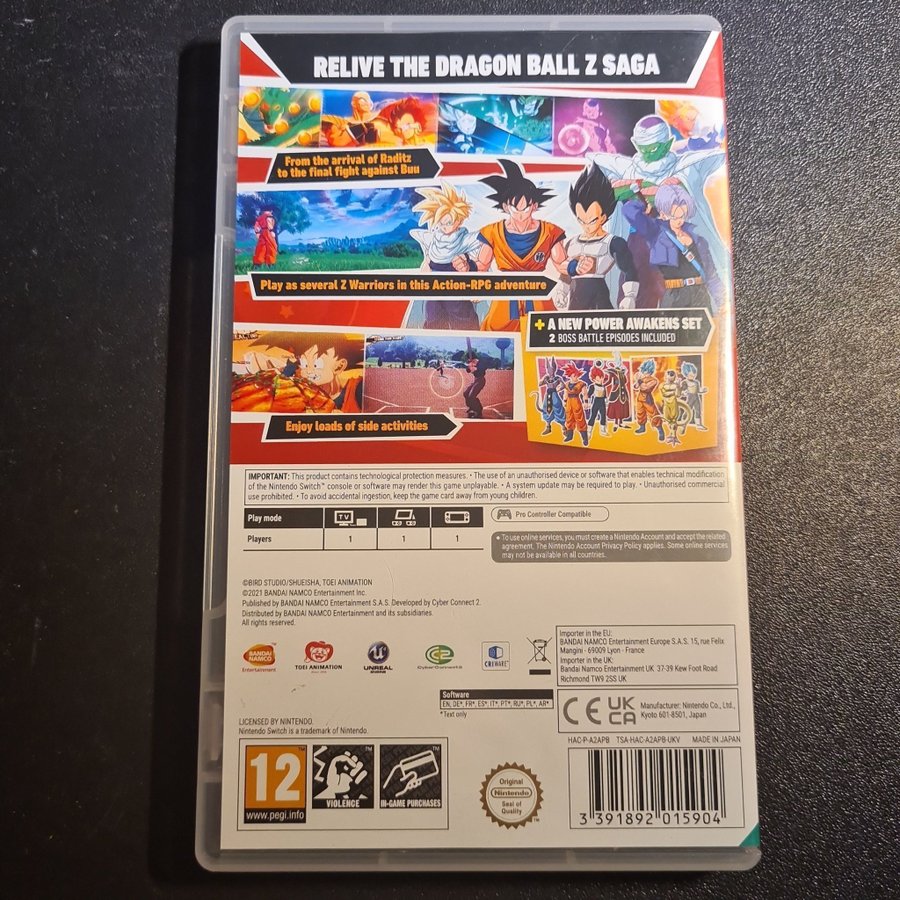 RELIVE THE DRAGON BALL Z SAGA
From the arrival of Raditz
to the final fight against Buu
Play as several Z Warriors in this Action-RPG adventure
+ A NEW POWER AWAKENS SET
2 BOSS BATTLE EPISODES INCLUDED
Enjoy loads of side activities
IMPORTANT: This product contains technological protection measures. • The use of an unauthorised device or software that enables technical modification
of the Nintendo Switch™ console or software may render this game unplayable. • A system update may be required to play. • Unauthorised commercial
use prohibited. • To avoid accidental ingestion, keep the game card away from young children.
Play mode
TV
Players
1
1
1
Pro Controller Compatible
• To use online services, you must create a Nintendo Account and accept the related
agreement. The Nintendo Account Privacy Policy applies. Some online services
may not be available in all countries.
©BIRD STUDIO/SHUEISHA, TOEI ANIMATION
©2021 BANDAI NAMCO Entertainment Inc.
Published by BANDAI NAMCO Entertainment S.A.S. Developed by Cyber Connect 2.
Distributed by BANDAI NAMCO Entertainment and its subsidiaries.
All rights reserved.
BANDAI
NAMCO
Entertainment
TOEI ANIMATION
UNREAL
C2
CyberConnect2
CRIWARE™
Importer in the EU:
BANDAI NAMCO Entertainment Europe S.A.S. 15, rue Felix
Mangini - 69009 Lyon - France
Importer in the UK:
Bandai Namco Entertainment UK 37-39 Kew Foot Road
Richmond TW9 2SS UK
Software
EN, DE*, FR*, ES*, IT*, PT*, RU*, PL*, AR*
*Text only
CE UK
CA
Manufacturer: Nintendo Co., Ltd.,
Kyoto 601-8501, Japan
LICENSED BY NINTENDO.
Nintendo Switch is a trademark of Nintendo.
HAC-P-A2APB TSA-HAC-A2APB-UKV MADE IN JAPAN
12
www.pegi.info
VIOLENCE
IN-GAME PURCHASES
Original
Nintendo
Seal of
Quality
3 391892 015904